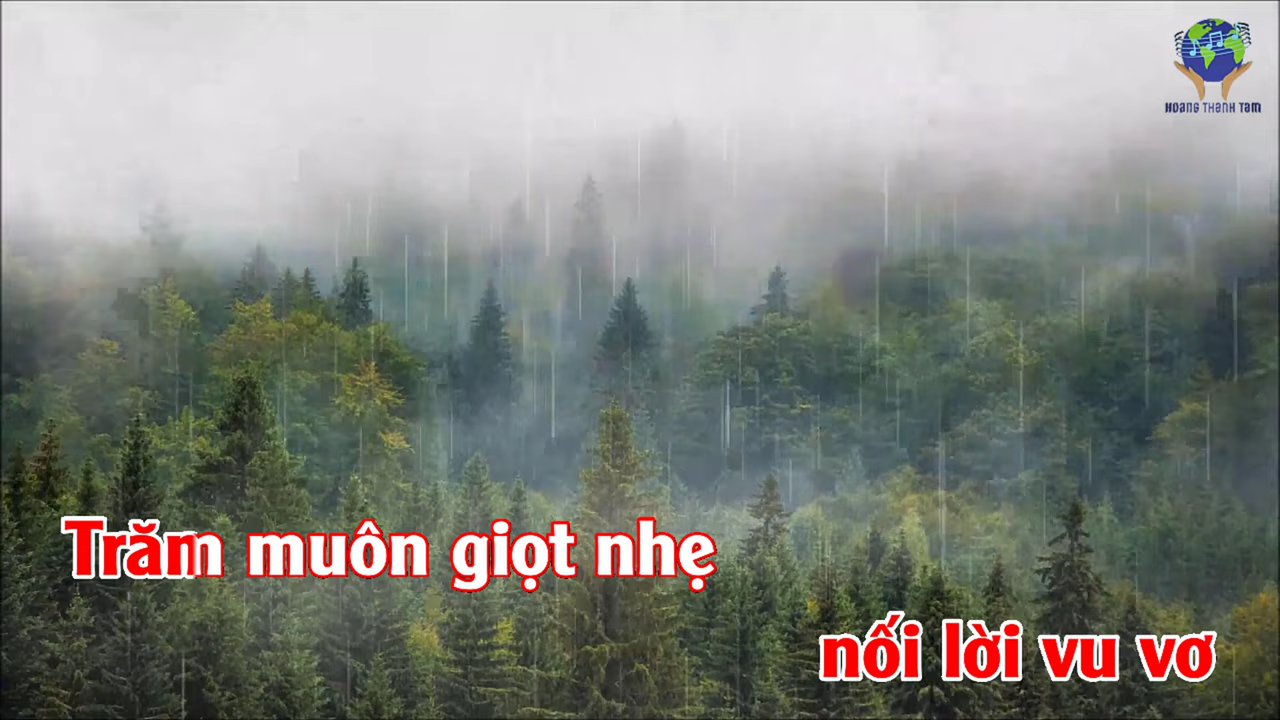 HOANG THANH TAM
Trăm muôn giọt nhẹ
nối lời vu vơ